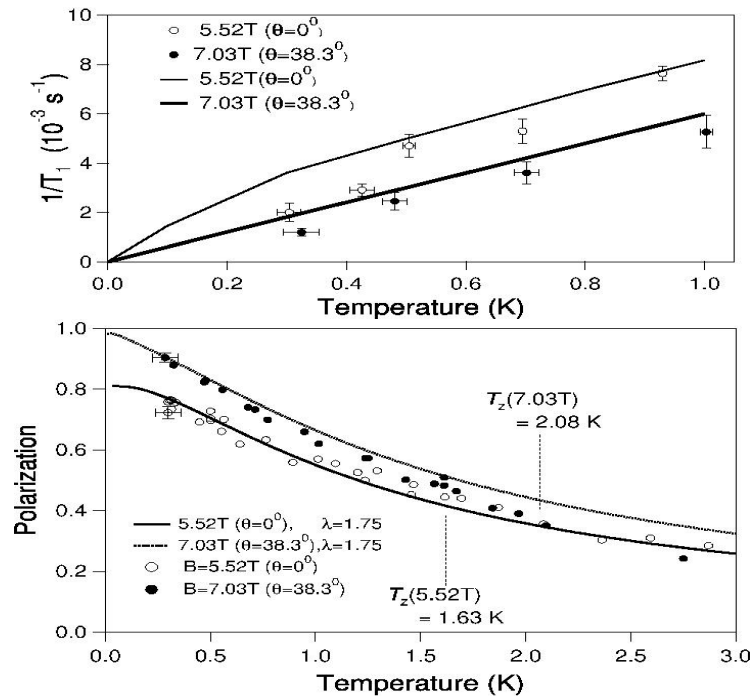 10
8
6
4
2
0
1/T1 (10⁻³ s⁻¹)
5.52T (θ=0⁰)
7.03T (θ=38.3⁰)
5.52T(θ=0⁰)
7.03T (θ=38.3⁰)
0.0 0.2 0.4 0.6 0.8 1.0
Temperature (K)
1.0
0.8
0.6
0.4
0.2
0.0
Polarization
Tz(7.03T)
= 2.08 K
5.52T (θ=0⁰), λ=1.75
7.03T (θ=38.3⁰),λ=1.75
B=5.52T (θ=0⁰)
B=7.03T (θ=38.3⁰)
Tz(5.52T)
= 1.63 K
0.0 0.5 1.0 1.5 2.0 2.5 3.0
Temperature (K)